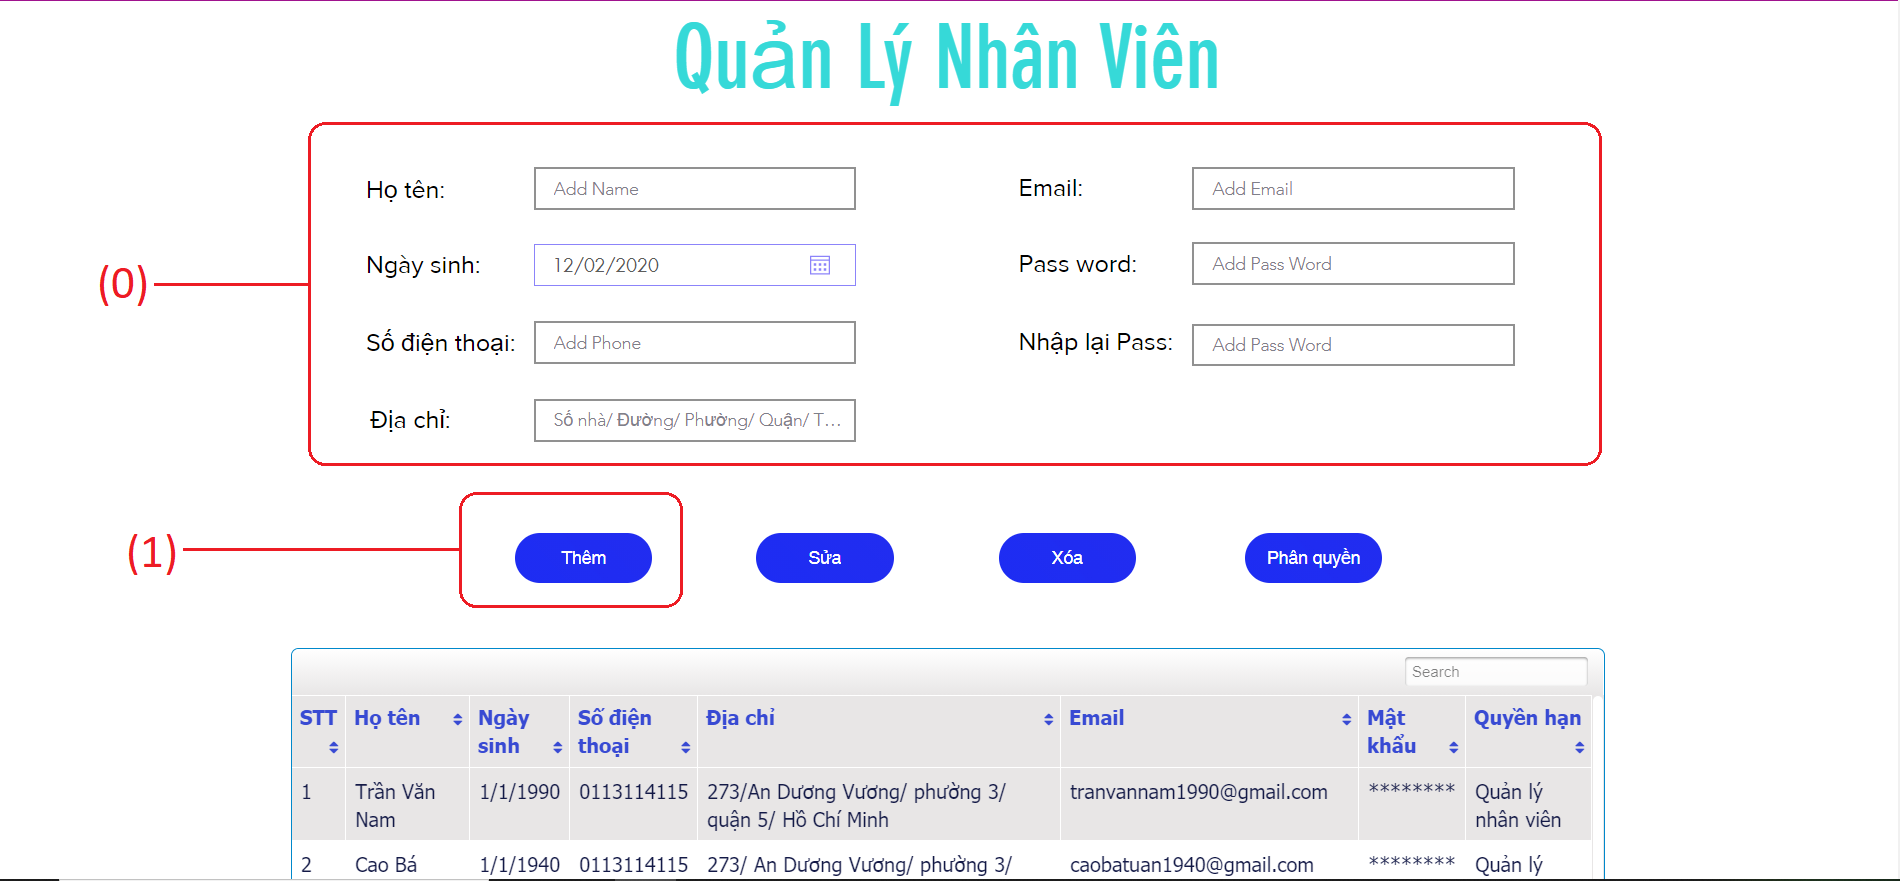 Quản Lý Nhân Viên
(0)
Họ tên: Add Name Email: Add Email
Ngày sinh: 12/02/2020 Pass word: Add Pass Word
Số điện thoại: Add Phone Nhập lại Pass: Add Pass Word
Địa chỉ: Số nhà/ Đường/ Phường/ Quận/ T...
(1)
Thêm Sửa Xóa Phân quyền
Search
STT Họ tên Ngày sinh Số điện thoại Địa chỉ Email Mật khẩu Quyền hạn
1 Trần Văn Nam 1/1/1990 0113114115 273/An Dương Vương/ phường 3/ quận 5/ Hồ Chí Minh tranvannam1990@gmail.com ******** Quản lý nhân viên
2 Cao Bá 1/1/1940 0113114115 273/ An Dương Vương/ phường 3/ caobatuan1940@gmail.com ******** Quản lý